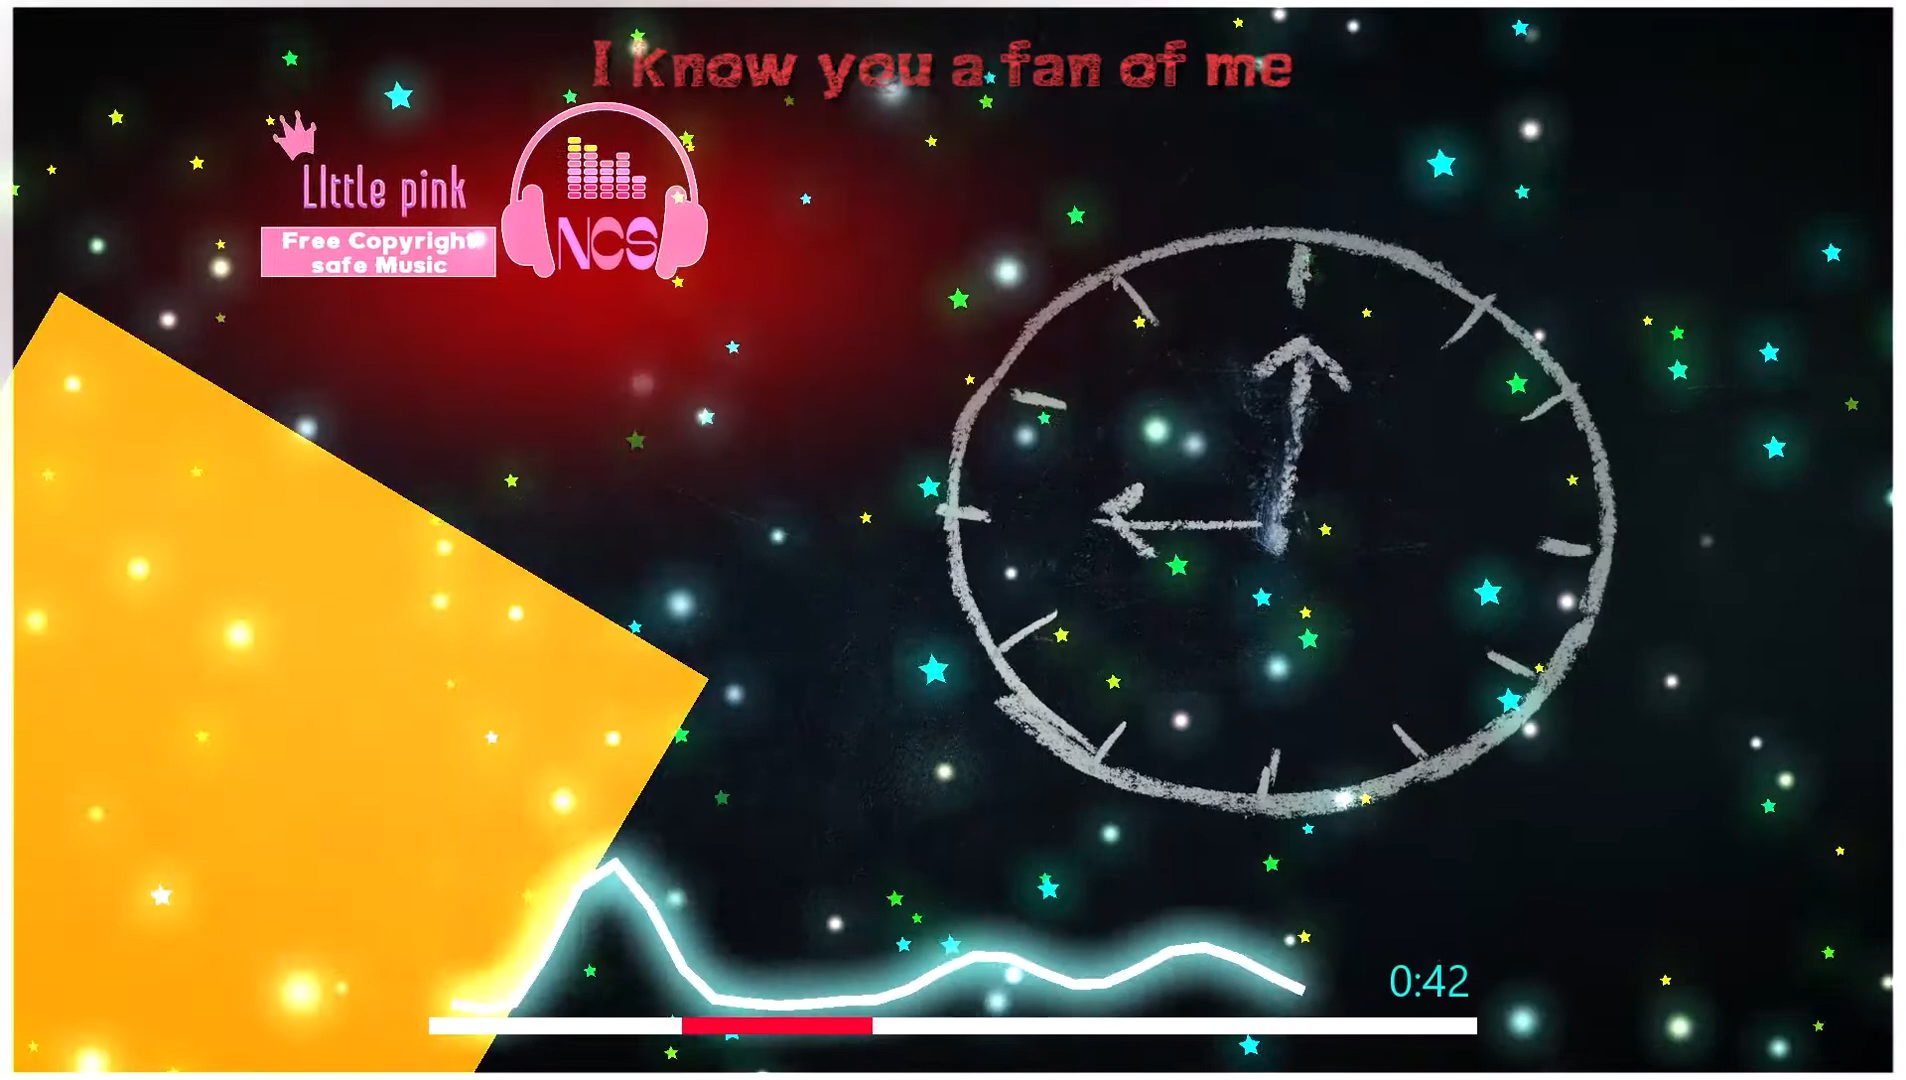 I know you a fan of me
LIttle pink
Free Copyright
safe Music
NCS
0:42